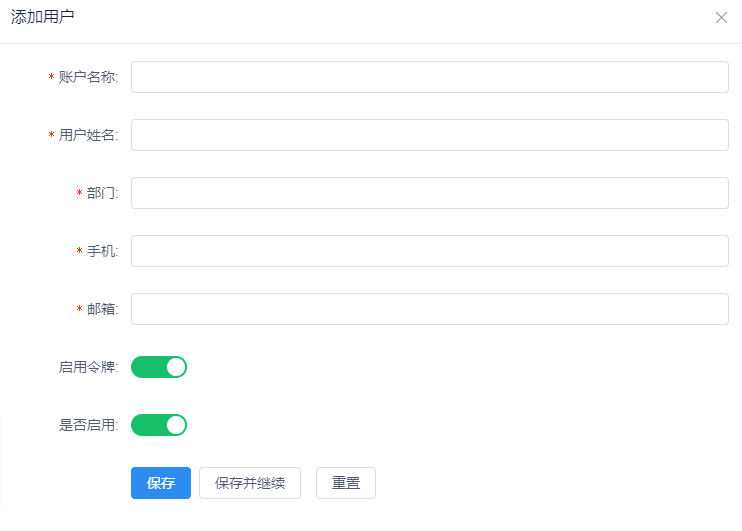 添加用户
* 账户名称:
* 用户姓名:
* 部门:
* 手机:
* 邮箱:
启用令牌:
是否启用:
保存 保存并继续 重置